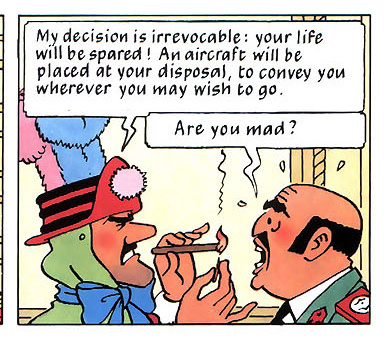 My decision is irrevocable: your life
will be spared! An aircraft will be
placed at your disposal, to convey you
wherever you may wish to go.
Are you mad?